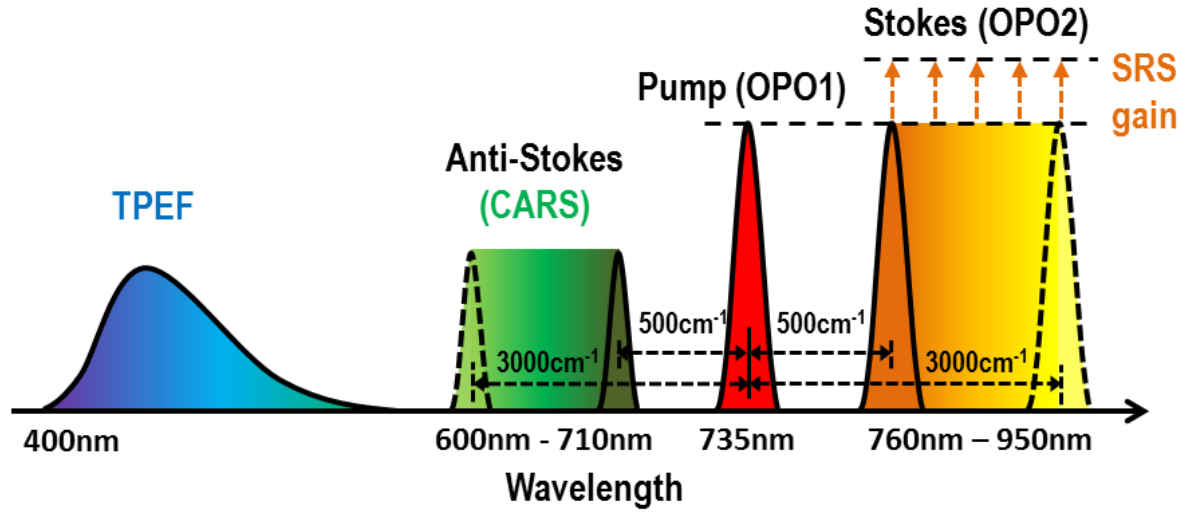 Stokes (OPO2)
SRS
gain
Pump (OPO1)
Anti-Stokes
(CARS)
TPEF
500cm⁻¹
500cm⁻¹
3000cm⁻¹
3000cm⁻¹
400nm
600nm - 710nm
735nm
760nm – 950nm
Wavelength